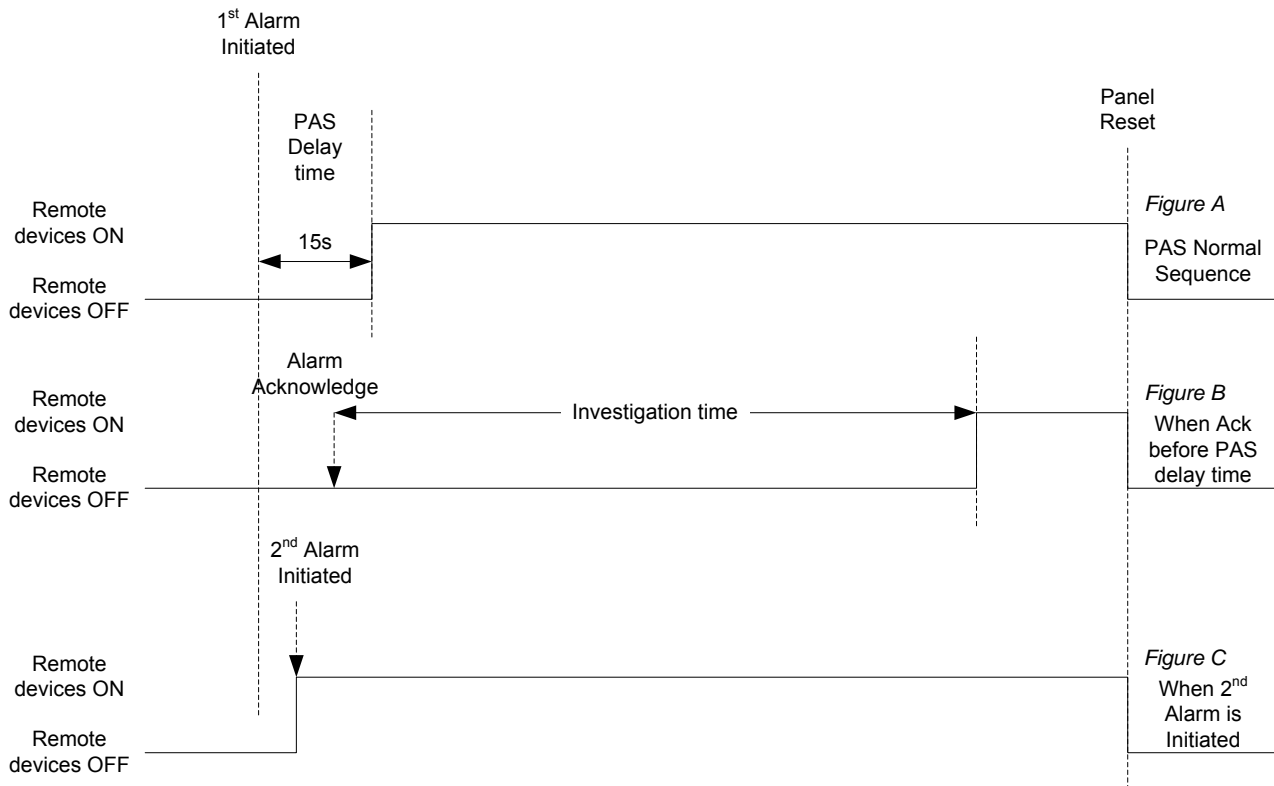 1st Alarm
Initiated
PAS
Delay
time
Panel
Reset
Remote
devices ON
15s
Remote
devices OFF
Figure A
PAS Normal
Sequence
Alarm
Acknowledge
Remote
devices ON
Investigation time
Remote
devices OFF
Figure B
When Ack
before PAS
delay time
2nd Alarm
Initiated
Remote
devices ON
Remote
devices OFF
Figure C
When 2nd
Alarm is
Initiated